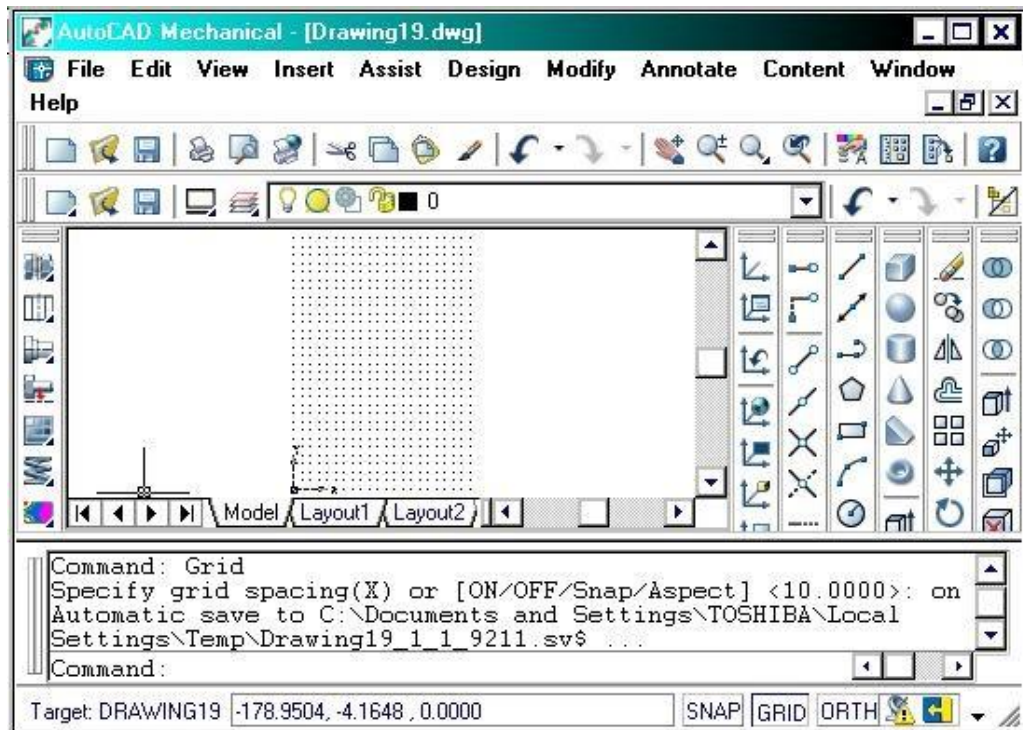 AutoCAD Mechanical - [Drawing19.dwg]
File Edit View Insert Assist Design Modify Annotate Content Window
Help
0
Model Layout1 Layout2
Command: Grid
Specify grid spacing(X) or [ON/OFF/Snap/Aspect] <10.0000>: on
Automatic save to C:\Documents and Settings\TOSHIBA\Local
Settings\Temp\Drawing19_1_1_9211.sv$ ...
Command:
Target: DRAWING19 -178.9504, -4.1648 , 0.0000 SNAP GRID ORTH